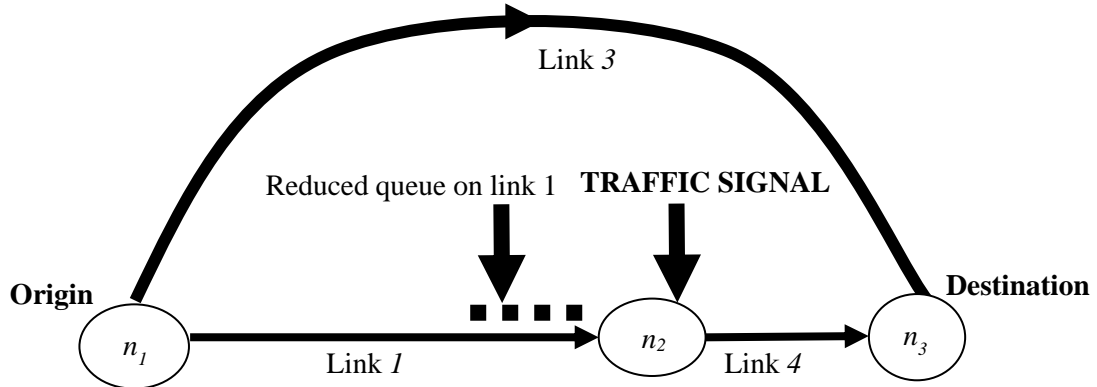 Link 3
Reduced queue on link 1
TRAFFIC SIGNAL
Origin
Destination
n1
n2
n3
Link 1
Link 4